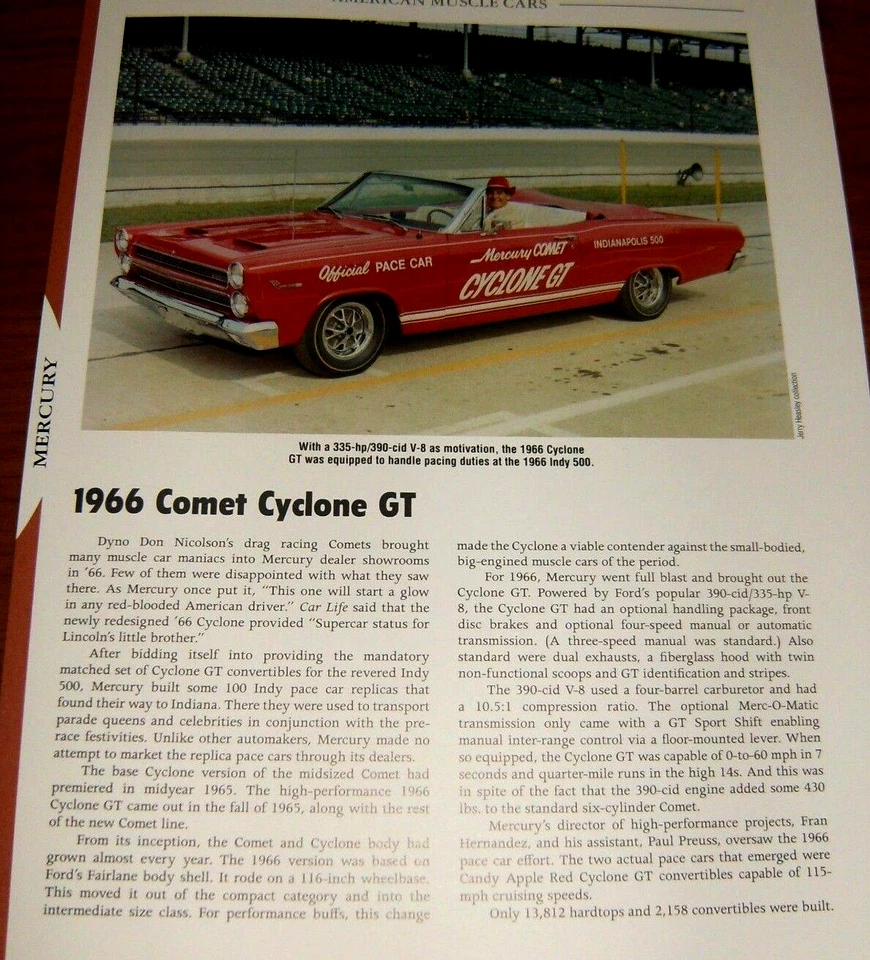 AMERICAN MUSCLE CARS
Official PACE CAR
Mercury COMET
CYCLONE GT
INDIANAPOLIS 500
Jerry Heasley collection
MERCURY
With a 335-hp/390-cid V-8 as motivation, the 1966 Cyclone
GT was equipped to handle pacing duties at the 1966 Indy 500.
1966 Comet Cyclone GT
Dyno Don Nicolson's drag racing Comets brought
many muscle car maniacs into Mercury dealer showrooms
in '66. Few of them were disappointed with what they saw
there. As Mercury once put it, "This one will start a glow
in any red-blooded American driver." Car Life said that the
newly redesigned '66 Cyclone provided "Supercar status for
Lincoln's little brother."
After bidding itself into providing the mandatory
matched set of Cyclone GT convertibles for the revered Indy
500, Mercury built some 100 Indy pace car replicas that
found their way to Indiana. There they were used to transport
parade queens and celebrities in conjunction with the pre-
race festivities. Unlike other automakers, Mercury made no
attempt to market the replica pace cars through its dealers.
The base Cyclone version of the midsized Comet had
premiered in midyear 1965. The high-performance 1966
Cyclone GT came out in the fall of 1965, along with the rest
of the new Comet line.
From its inception, the Comet and Cyclone body had
grown almost every year. The 1966 version was based on
Ford's Fairlane body shell. It rode on a 116-inch wheelbase.
This moved it out of the compact category and into the
intermediate size class. For performance buffs, this change
made the Cyclone a viable contender against the small-bodied,
big-engined muscle cars of the period.
For 1966, Mercury went full blast and brought out the
Cyclone GT. Powered by Ford's popular 390-cid/335-hp V-
8, the Cyclone GT had an optional handling package, front
disc brakes and optional four-speed manual or automatic
transmission. (A three-speed manual was standard.) Also
standard were dual exhausts, a fiberglass hood with twin
non-functional scoops and GT identification and stripes.
The 390-cid V-8 used a four-barrel carburetor and had
a 10.5:1 compression ratio. The optional Merc-O-Matic
transmission only came with a GT Sport Shift enabling
manual inter-range control via a floor-mounted lever. When
so equipped, the Cyclone GT was capable of 0-to-60 mph in 7
seconds and quarter-mile runs in the high 14s. And this was
in spite of the fact that the 390-cid engine added some 430
lbs. to the standard six-cylinder Comet.
Mercury's director of high-performance projects, Fran
Hernandez, and his assistant, Paul Preuss, oversaw the 1966
pace car effort. The two actual pace cars that emerged were
Candy Apple Red Cyclone GT convertibles capable of 115-
mph cruising speeds.
Only 13,812 hardtops and 2,158 convertibles were built.